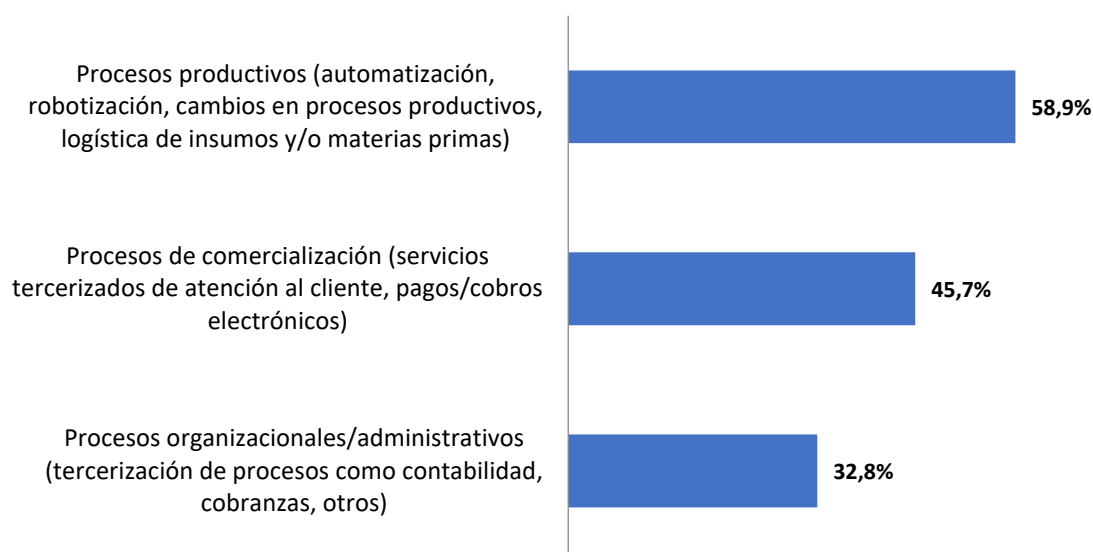 Procesos productivos (automatización,
robotización, cambios en procesos productivos,
logística de insumos y/o materias primas)
58,9%
Procesos de comercialización (servicios
tercerizados de atención al cliente, pagos/cobros
electrónicos)
45,7%
Procesos organizacionales/administrativos
(tercerización de procesos como contabilidad,
cobranzas, otros)
32,8%